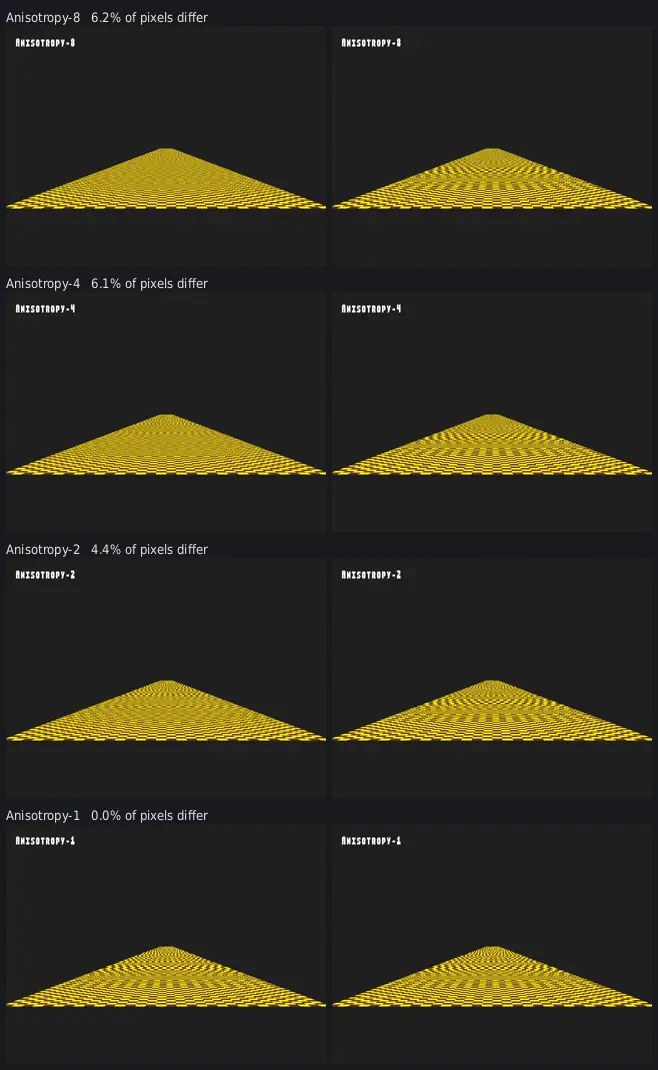 Anisotropy-8 6.2% of pixels differ
Anisotropy-8 Anisotropy-8
Anisotropy-4 6.1% of pixels differ
Anisotropy-4 Anisotropy-4
Anisotropy-2 4.4% of pixels differ
Anisotropy-2 Anisotropy-2
Anisotropy-1 0.0% of pixels differ
Anisotropy-1 Anisotropy-1